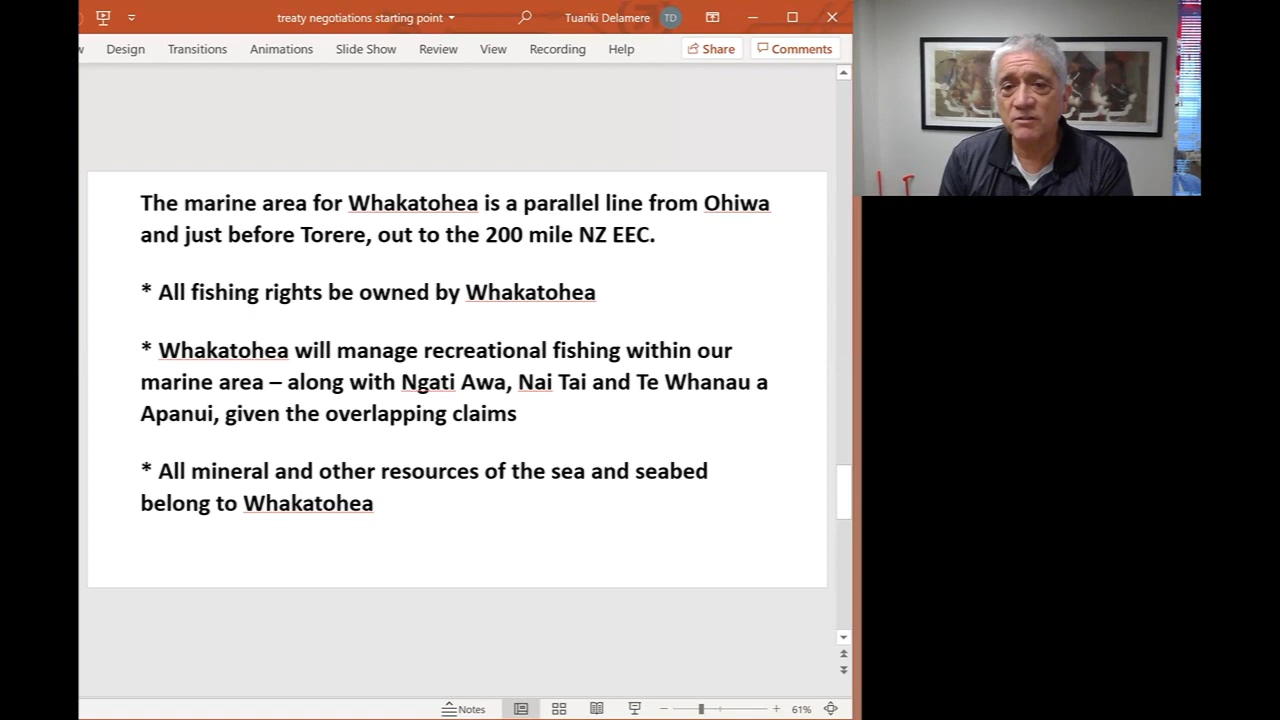 treaty negotiations starting point
Tuariki Delamere
TD
Design
Transitions
Animations
Slide Show
Review
View
Recording
Help
Share
Comments
The marine area for Whakatohea is a parallel line from Ohiwa
and just before Torere, out to the 200 mile NZ EEC.
* All fishing rights be owned by Whakatohea
* Whakatohea will manage recreational fishing within our
marine area – along with Ngati Awa, Nai Tai and Te Whanau a
Apanui, given the overlapping claims
* All mineral and other resources of the sea and seabed
belong to Whakatohea
Notes
61%